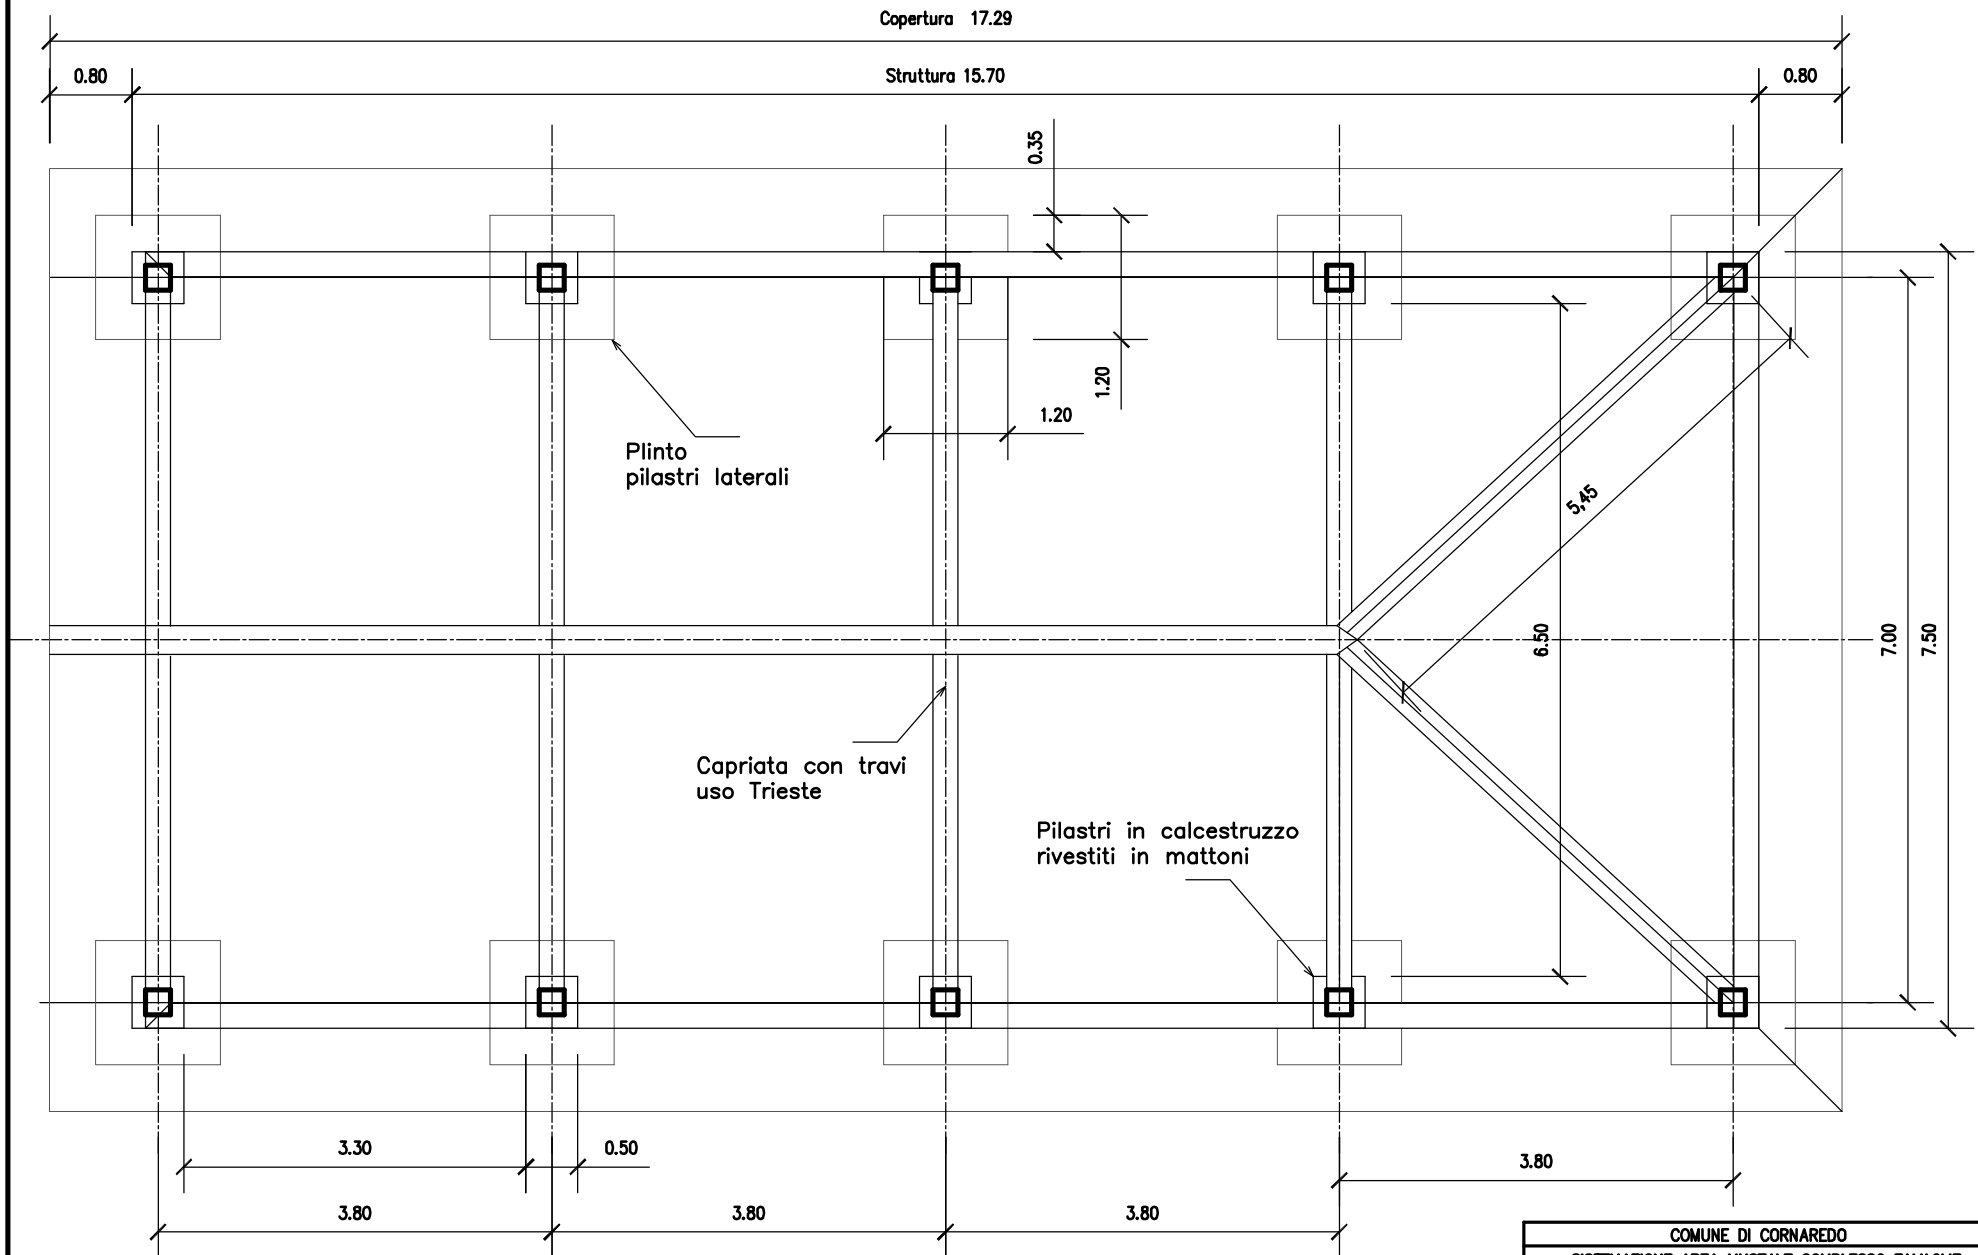 Copertura 17.29
0.80
Struttura 15.70
0.80
0.35
1.20
1.20
Plinto
pilastri laterali
5,45
6.50
7.00
7.50
Capriata con travi
uso Trieste
Pilastri in calcestruzzo
rivestiti in mattoni
3.30
0.50
3.80
3.80
3.80
3.80
COMUNE DI CORNAREDO